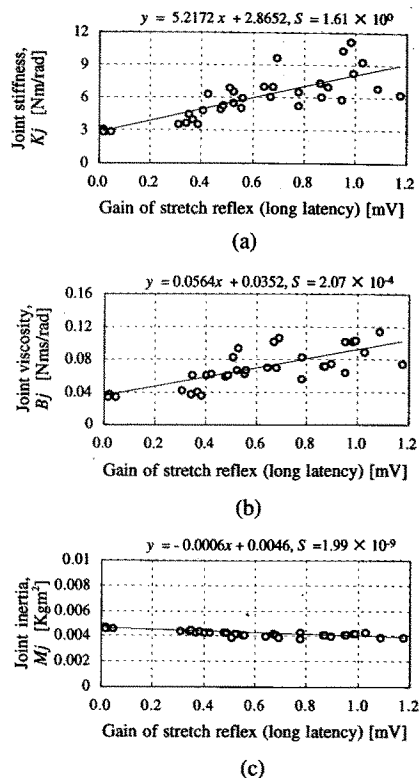 y = 5.2172 x + 2.8652, S = 1.61 × 10⁰
Joint stiffness,
Kj [Nm/rad]
12
9
6
3
0
0.0 0.2 0.4 0.6 0.8 1.0 1.2
Gain of stretch reflex (long latency) [mV]
(a)
y = 0.0564x + 0.0352, S = 2.07 × 10⁻⁴
Joint viscosity,
Bj [Nms/rad]
0.16
0.12
0.08
0.04
0
0.0 0.2 0.4 0.6 0.8 1.0 1.2
Gain of stretch reflex (long latency) [mV]
(b)
y = - 0.0006x + 0.0046, S =1.99 × 10⁻⁹
Joint inertia,
Mj [Kgm²]
0.01
0.008
0.006
0.004
0.002
0
0.0 0.2 0.4 0.6 0.8 1.0 1.2
Gain of stretch reflex (long latency) [mV]
(c)